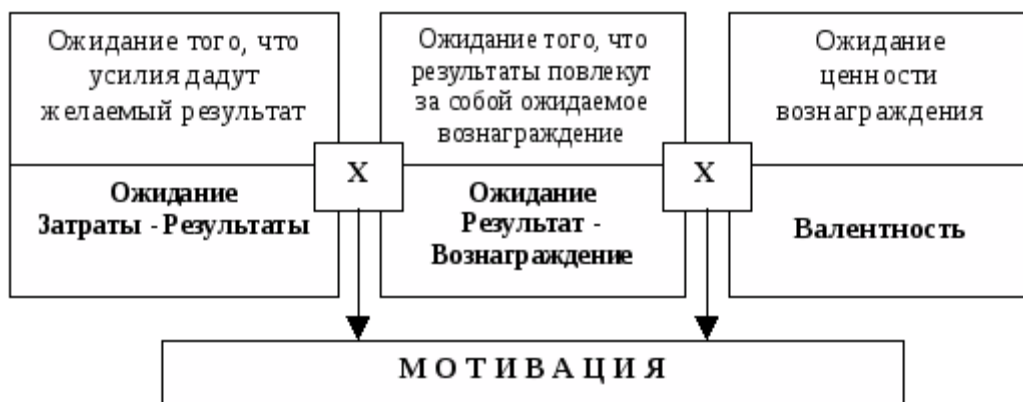 Ожидание того, что
усилия дадут
желаемый результат
Ожидание
Затраты - Результаты
X
Ожидание того, что
результаты повлекут
за собой ожидаемое
вознаграждение
Ожидание
Результат -
Вознаграждение
X
Ожидание
ценности
вознаграждения
Валентность
МОТИВАЦИЯ